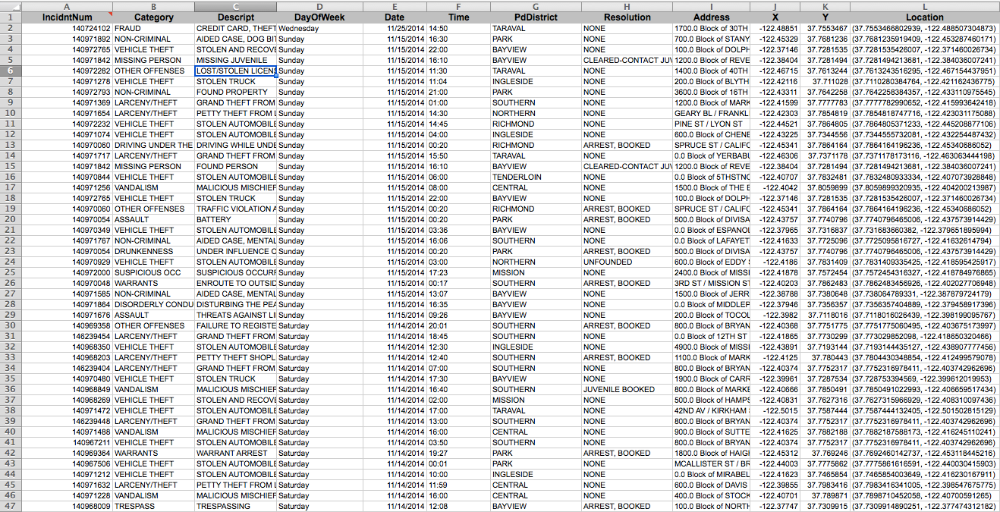 A B C D E F G H I J K L
1 IncidntNum Category Descript DayOfWeek Date Time PdDistrict Resolution Address X Y Location
2 140724102 FRAUD CREDIT CARD, THEFT Wednesday 11/25/2014 14:50 TARAVAL NONE 1700.0 Block of 30TH -122.48851 37.7553467 (37.7553466802939, -122.488507304873)
3 140971892 NON-CRIMINAL AIDED CASE, DOG BIT Sunday 11/15/2014 16:30 PARK NONE 700.0 Block of STANY -122.45329 37.7681236 (37.7681235919409, -122.453287460171)
4 140972765 VEHICLE THEFT STOLEN AND RECOVE Sunday 11/15/2014 22:00 BAYVIEW NONE 100.0 Block of DOLPH -122.37146 37.7281535 (37.7281535426007, -122.371460026734)
5 140971842 MISSING PERSON MISSING JUVENILE Sunday 11/15/2014 16:10 BAYVIEW CLEARED-CONTACT JUV 1200.0 Block of REVE -122.38404 37.7281494 (37.7281494213681, -122.384036007241)
6 140972282 OTHER OFFENSES LOST/STOLEN LICENS Sunday 11/15/2014 11:30 TARAVAL NONE 1400.0 Block of 40TH -122.46715 37.7613244 (37.7613243516295, -122.467154437951)
7 140971278 VEHICLE THEFT STOLEN TRUCK Sunday 11/15/2014 11:04 INGLESIDE NONE 200.0 Block of BLYTH -122.42116 37.711028 (37.7110280384764, -122.421162436775)
8 140972793 NON-CRIMINAL FOUND PROPERTY Sunday 11/15/2014 21:00 PARK NONE 3600.0 Block of 16TH -122.43311 37.7642258 (37.7642258384357, -122.433110975545)
9 140971369 LARCENY/THEFT GRAND THEFT FROM Sunday 11/15/2014 01:00 SOUTHERN NONE 1200.0 Block of MARK -122.41599 37.7777783 (37.7777782990652, -122.415993642418)
10 140971654 LARCENY/THEFT PETTY THEFT FROM L Sunday 11/15/2014 14:30 NORTHERN NONE GEARY BL / FRANKL -122.42303 37.7854819 (37.7854818747716, -122.423031175088)
11 140972232 VEHICLE THEFT STOLEN AUTOMOBILE Sunday 11/15/2014 14:45 RICHMOND NONE PINE ST / LYON ST -122.44521 37.7864805 (37.7864805371233, -122.445208877106)
12 140971074 VEHICLE THEFT STOLEN AUTOMOBILE Sunday 11/15/2014 04:00 INGLESIDE NONE 600.0 Block of CHENE -122.43225 37.7344556 (37.7344555732081, -122.432254487432)
13 140970060 DRIVING UNDER THE DRIVING WHILE UNDE Sunday 11/15/2014 00:20 RICHMOND ARREST, BOOKED SPRUCE ST / CALIFC -122.45341 37.7864164 (37.7864164196236, -122.45340686052)
14 140971717 LARCENY/THEFT GRAND THEFT FROM Sunday 11/15/2014 15:50 TARAVAL NONE 0.0 Block of YERBABU -122.46306 37.7371178 (37.7371178173116, -122.463063444198)
15 140971842 MISSING PERSON FOUND PERSON Sunday 11/15/2014 16:10 BAYVIEW CLEARED-CONTACT JUV 1200.0 Block of REVE -122.38404 37.7281494 (37.7281494213681, -122.384036007241)
16 140970844 VEHICLE THEFT STOLEN AUTOMOBILE Sunday 11/15/2014 06:00 TENDERLOIN NONE 0.0 Block of 5THSTNC -122.40707 37.7832481 (37.7832480933334, -122.407073928848)
17 140971256 VANDALISM MALICIOUS MISCHIEF Sunday 11/15/2014 08:00 CENTRAL NONE 1500.0 Block of THE E -122.4042 37.8059899 (37.8059899320935, -122.404200213987)
18 140972765 VEHICLE THEFT STOLEN TRUCK Sunday 11/15/2014 22:00 BAYVIEW NONE 100.0 Block of DOLPH -122.37146 37.7281535 (37.7281535426007, -122.371460026734)
19 140970060 OTHER OFFENSES TRAFFIC VIOLATION A Sunday 11/15/2014 00:20 RICHMOND ARREST, BOOKED SPRUCE ST / CALIFC -122.45341 37.7864164 (37.7864164196236, -122.45340686052)
20 140970054 ASSAULT BATTERY Sunday 11/15/2014 00:20 PARK ARREST, BOOKED 500.0 Block of DIVISA -122.43757 37.7740796 (37.7740796465006, -122.437573914429)
21 140970349 VEHICLE THEFT STOLEN AUTOMOBILE Sunday 11/15/2014 03:36 BAYVIEW NONE 0.0 Block of ESPANOL -122.37965 37.7316837 (37.731683660382, -122.379651895994)
22 140971767 NON-CRIMINAL AIDED CASE, MENTAL Sunday 11/15/2014 16:06 SOUTHERN NONE 0.0 Block of LAFAYET -122.41633 37.7725096 (37.7725095816727, -122.41632614794)
23 140970054 DRUNKENNESS UNDER INFLUENCE O Sunday 11/15/2014 00:20 PARK ARREST, BOOKED 500.0 Block of DIVISA -122.43757 37.7740796 (37.7740796465006, -122.437573914429)
24 140970929 VEHICLE THEFT STOLEN AUTOMOBILE Sunday 11/15/2014 03:00 NORTHERN UNFOUNDED 600.0 Block of EDDY -122.4186 37.7831409 (37.7831409335425, -122.418595425917)
25 140972000 SUSPICIOUS OCC SUSPICIOUS OCCURF Sunday 11/15/2014 17:23 MISSION NONE 2400.0 Block of MISSI -122.41878 37.7572454 (37.7572454316327, -122.418784976865)
26 140970048 WARRANTS ENROUTE TO OUTSID Sunday 11/15/2014 00:17 SOUTHERN ARREST, BOOKED 3RD ST / MISSION ST -122.40203 37.7862483 (37.7862483456926, -122.402027706948)
27 140971585 NON-CRIMINAL AIDED CASE, MENTAL Sunday 11/15/2014 13:07 BAYVIEW NONE 1500.0 Block of JERR -122.38788 37.7380648 (37.738064789331, -122.387879724179)
28 140971864 DISORDERLY CONDU DISTURBING THE PEA Sunday 11/15/2014 16:35 BAYVIEW NONE 0.0 Block of MIDDLEP -122.37946 37.7356357 (37.7356357404889, -122.379458917396)
29 140971676 ASSAULT THREATS AGAINST LI Sunday 11/15/2014 09:26 BAYVIEW NONE 200.0 Block of TOCOL -122.3982 37.7118016 (37.7118016026439, -122.398199095767)
30 140969358 OTHER OFFENSES FAILURE TO REGISTE Saturday 11/14/2014 20:01 SOUTHERN ARREST, BOOKED 800.0 Block of BRYAN -122.40368 37.7751775 (37.7751775060495, -122.403675173997)
31 146239454 LARCENY/THEFT GRAND THEFT FROM Saturday 11/14/2014 18:45 SOUTHERN NONE 0.0 Block of 12TH ST -122.41865 37.7730299 (37.773029852098, -122.418650320466)
32 140968350 VEHICLE THEFT STOLEN AUTOMOBILE Saturday 11/14/2014 12:30 INGLESIDE NONE 4900.0 Block of MISSI -122.43891 37.7193144 (37.7193144435127, -122.438907777456)
33 140968203 LARCENY/THEFT PETTY THEFT SHOPL Saturday 11/14/2014 12:40 SOUTHERN ARREST, BOOKED 1100.0 Block of MARK -122.4125 37.780443 (37.7804430348854, -122.412499579078)
34 146239404 LARCENY/THEFT GRAND THEFT FROM Saturday 11/14/2014 07:00 SOUTHERN NONE 800.0 Block of BRYAN -122.40374 37.7752317 (37.7752316978411, -122.403742962696)
35 140970480 VEHICLE THEFT STOLEN TRUCK Saturday 11/14/2014 17:30 BAYVIEW NONE 1900.0 Block of CARR -122.39961 37.7287534 (37.728753394569, -122.399612019953)
36 140968849 VANDALISM MALICIOUS MISCHIEF Saturday 11/14/2014 16:40 SOUTHERN JUVENILE BOOKED 800.0 Block of MARKE -122.40666 37.7850491 (37.7850491022993, -122.406659517434)
37 140968269 VEHICLE THEFT STOLEN AND RECOVE Saturday 11/14/2014 02:00 MISSION NONE 500.0 Block of HAMPS -122.40831 37.7627316 (37.7627315966929, -122.408310097436)
38 140971472 VEHICLE THEFT STOLEN AUTOMOBILE Saturday 11/14/2014 17:00 TARAVAL NONE 42ND AV / KIRKHAM -122.5015 37.7587444 (37.7587444132405, -122.501502815129)
39 146239448 LARCENY/THEFT GRAND THEFT FROM Saturday 11/14/2014 13:00 SOUTHERN NONE 800.0 Block of BRYAN -122.40374 37.7752317 (37.7752316978411, -122.403742962696)
40 140971488 VANDALISM MALICIOUS MISCHIEF Saturday 11/14/2014 16:00 CENTRAL NONE 900.0 Block of SUTTE -122.41625 37.7882188 (37.7882187588173, -122.416245110241)
41 140967211 VEHICLE THEFT STOLEN AUTOMOBILE Saturday 11/14/2014 03:50 SOUTHERN NONE 800.0 Block of BRYAN -122.40374 37.7752317 (37.7752316978411, -122.403742962696)
42 140969364 WARRANTS WARRANT ARREST Saturday 11/14/2014 19:27 PARK ARREST, BOOKED 1800.0 Block of HAIGI -122.45312 37.769246 (37.7692460142737, -122.453118445216)
43 140967506 VEHICLE THEFT STOLEN AUTOMOBILE Saturday 11/14/2014 00:01 PARK NONE MCALLISTER ST / BR -122.44003 37.7775862 (37.7775861616591, -122.440030415903)
44 140971212 VEHICLE THEFT STOLEN AUTOMOBILE Saturday 11/14/2014 10:00 INGLESIDE NONE 0.0 Block of MIRABEL -122.41623 37.7465854 (37.7465854003649, -122.416230167911)
45 140971632 LARCENY/THEFT PETTY THEFT FROM L Saturday 11/14/2014 11:59 CENTRAL NONE 600.0 Block of DAVIS -122.39855 37.7983416 (37.7983416341005, -122.398547675775)
46 140971228 VANDALISM MALICIOUS MISCHIEF Saturday 11/14/2014 16:00 CENTRAL NONE 400.0 Block of STOCK -122.40701 37.789871 (37.7898710452058, -122.40700591265)
47 140968009 TRESPASS TRESPASSING Saturday 11/14/2014 12:08 BAYVIEW ARREST, BOOKED 100.0 Block of NORTH -122.37747 37.7309915 (37.7309914890251, -122.377474312182)